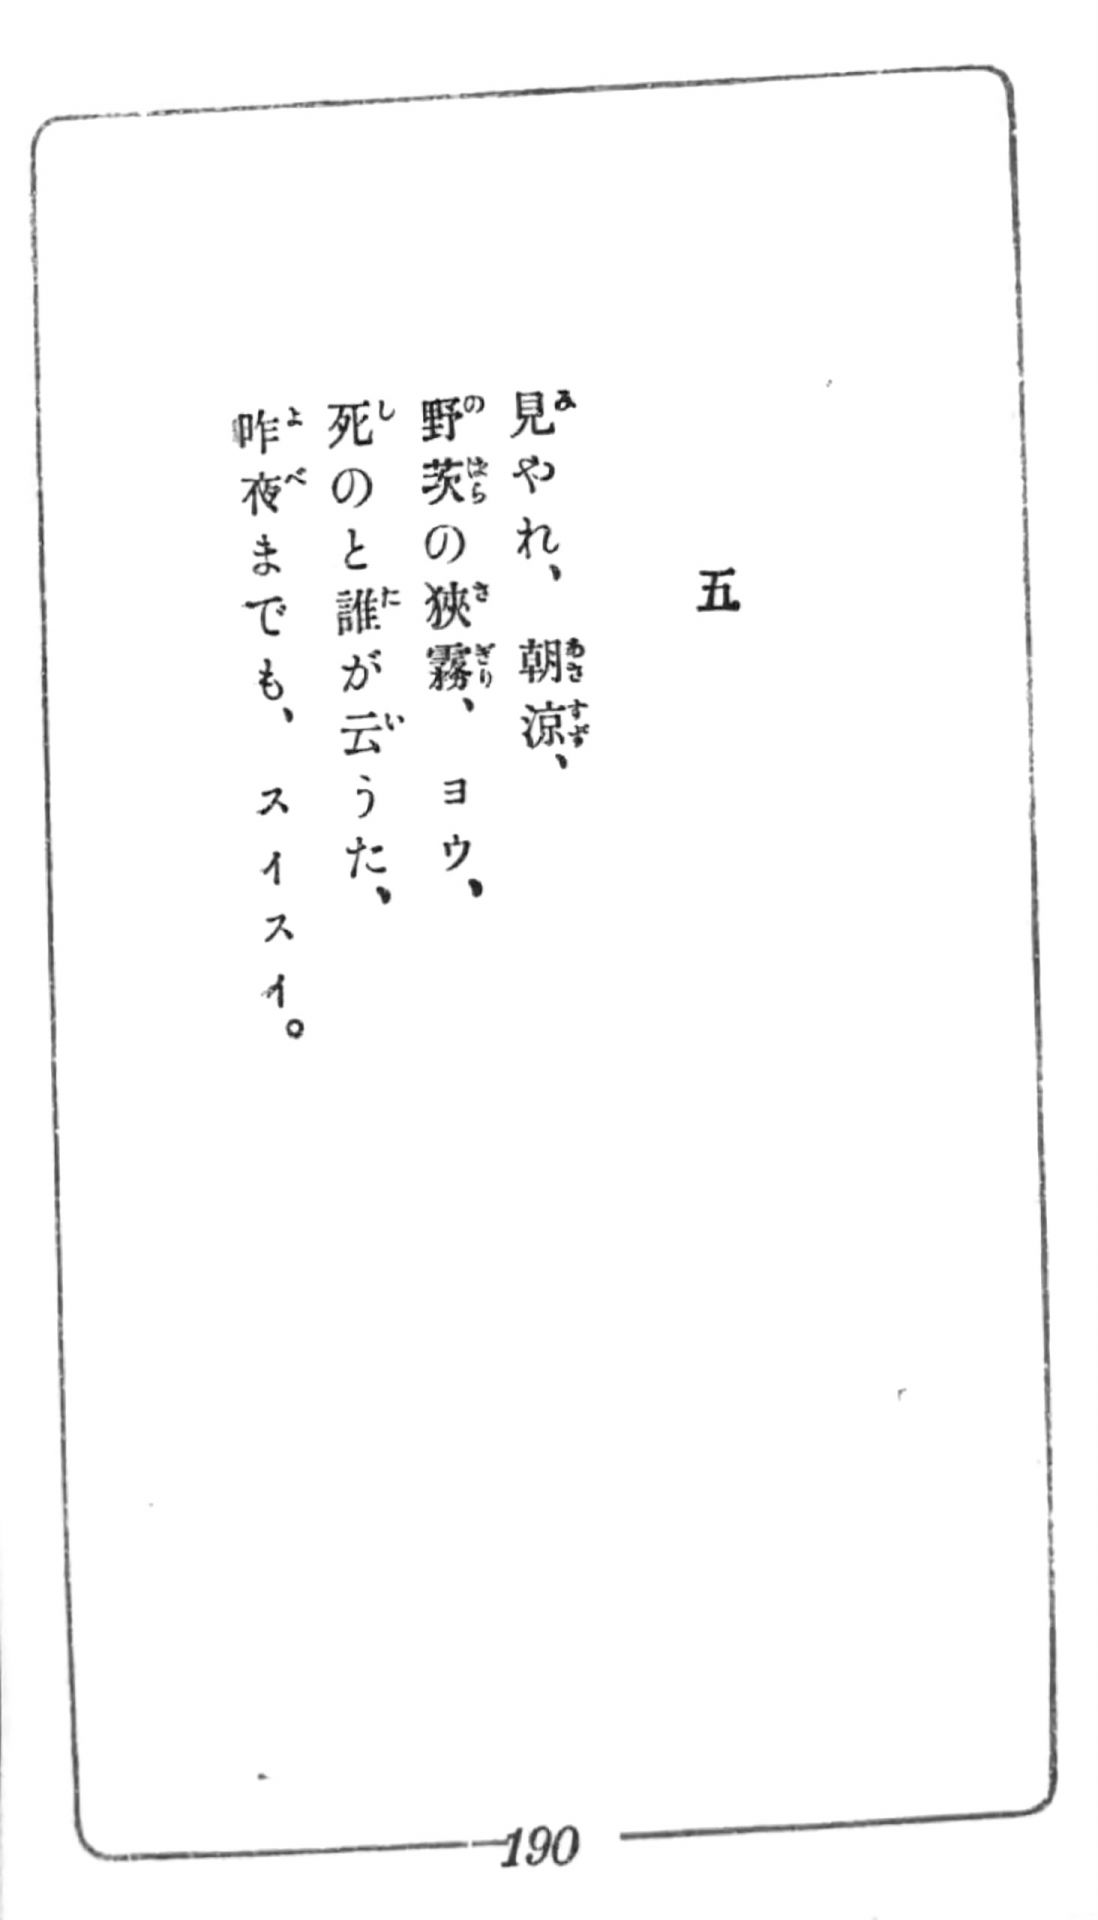 五
見やれ、朝涼、
野茨の狹霧、ヨウ、
死のと誰が云うた、
昨夜までも、スイスイ。
190